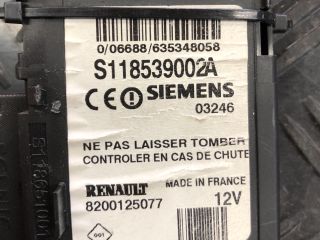 0/06688/635348058
S118539002A
CE SIEMENS
03246
NE PAS LAISSER TOMBER
CONTROLER EN CAS DE CHUTE
RENAULT MADE IN FRANCE
8200125077 12V